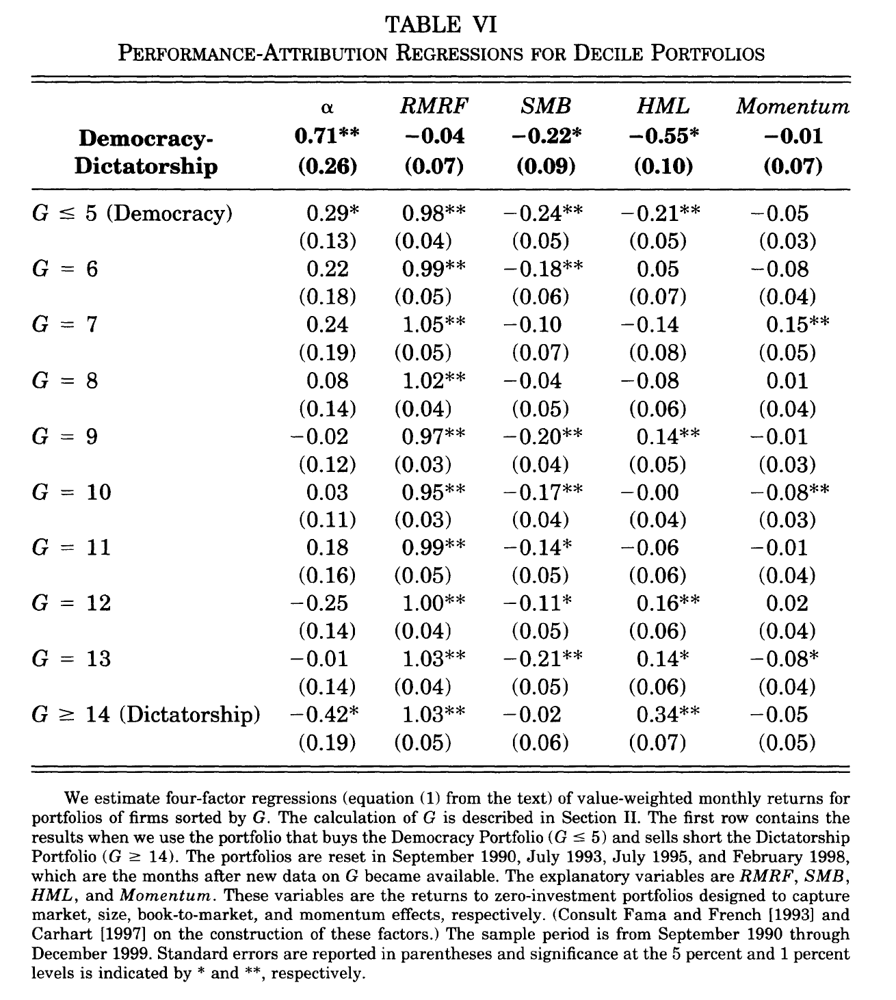 TABLE VI
PERFORMANCE-ATTRIBUTION REGRESSIONS FOR DECILE PORTFOLIOS
α RMRF SMB HML Momentum
Democracy- 0.71** −0.04 −0.22* −0.55* −0.01
Dictatorship (0.26) (0.07) (0.09) (0.10) (0.07)
G ≤ 5 (Democracy) 0.29* 0.98** −0.24** −0.21** −0.05
(0.13) (0.04) (0.05) (0.05) (0.03)
G = 6 0.22 0.99** −0.18** 0.05 −0.08
(0.18) (0.05) (0.06) (0.07) (0.04)
G = 7 0.24 1.05** −0.10 −0.14 0.15**
(0.19) (0.05) (0.07) (0.08) (0.05)
G = 8 0.08 1.02** −0.04 −0.08 0.01
(0.14) (0.04) (0.05) (0.06) (0.04)
G = 9 −0.02 0.97** −0.20** 0.14** −0.01
(0.12) (0.03) (0.04) (0.05) (0.03)
G = 10 0.03 0.95** −0.17** −0.00 −0.08**
(0.11) (0.03) (0.04) (0.04) (0.03)
G = 11 0.18 0.99** −0.14* −0.06 −0.01
(0.16) (0.05) (0.05) (0.06) (0.04)
G = 12 −0.25 1.00** −0.11* 0.16** 0.02
(0.14) (0.04) (0.05) (0.06) (0.04)
G = 13 −0.01 1.03** −0.21** 0.14* −0.08*
(0.14) (0.04) (0.05) (0.06) (0.04)
G ≥ 14 (Dictatorship) −0.42* 1.03** −0.02 0.34** −0.05
(0.19) (0.05) (0.06) (0.07) (0.05)
We estimate four-factor regressions (equation (1) from the text) of value-weighted monthly returns for
portfolios of firms sorted by G. The calculation of G is described in Section II. The first row contains the
results when we use the portfolio that buys the Democracy Portfolio (G ≤ 5) and sells short the Dictatorship
Portfolio (G ≥ 14). The portfolios are reset in September 1990, July 1993, July 1995, and February 1998,
which are the months after new data on G became available. The explanatory variables are RMRF, SMB,
HML, and Momentum. These variables are the returns to zero-investment portfolios designed to capture
market, size, book-to-market, and momentum effects, respectively. (Consult Fama and French [1993] and
Carhart [1997] on the construction of these factors.) The sample period is from September 1990 through
December 1999. Standard errors are reported in parentheses and significance at the 5 percent and 1 percent
levels is indicated by * and **, respectively.